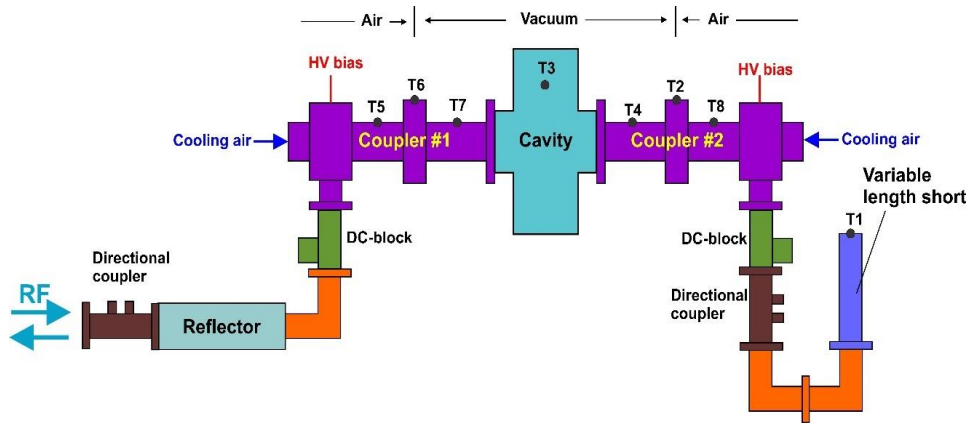 Air
Vacuum
Air
HV bias
T6
T3
T2
HV bias
T5
T7
T4
T8
Cooling air
Coupler #1
Cavity
Coupler #2
Cooling air
Variable
length short
DC-block
DC-block
T1
Directional
coupler
Directional
coupler
RF
Reflector